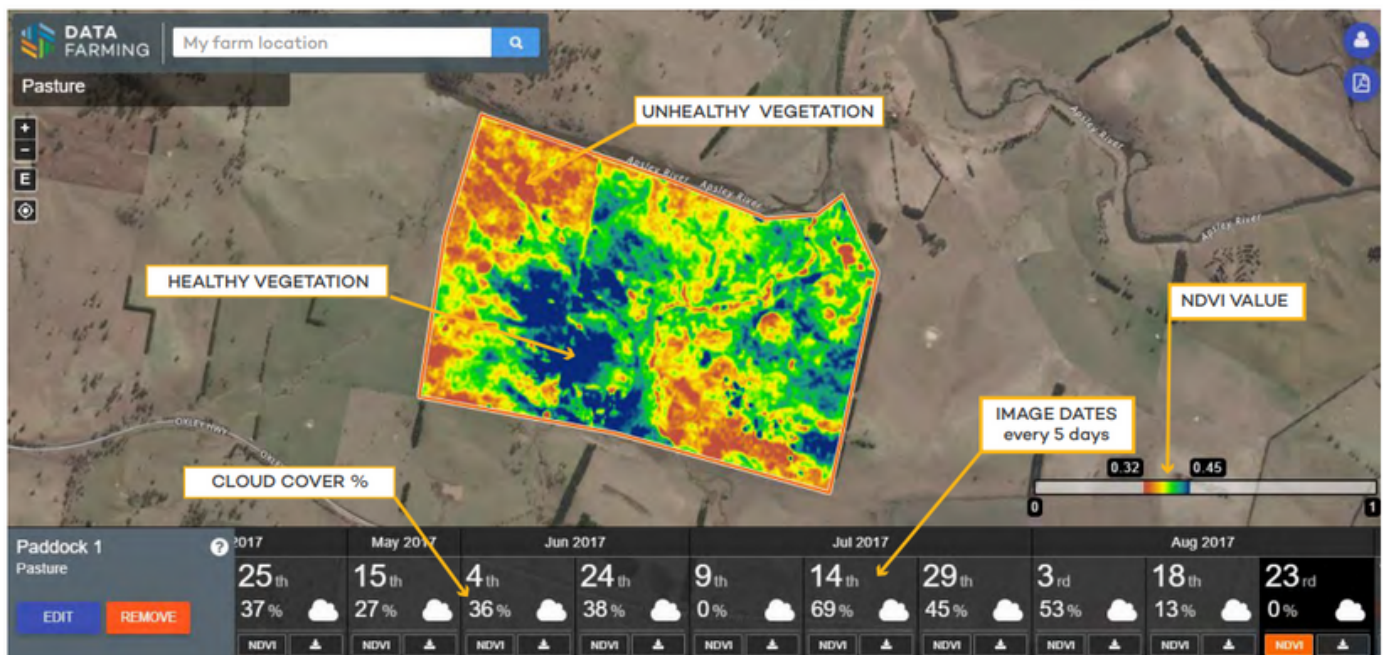 DATA
FARMING
My farm location
Pasture
+
−
E
UNHEALTHY VEGETATION
Apsley River
Apsley River
Apsley River
Apsley River
HEALTHY VEGETATION
NDVI VALUE
OXLEY HWY
IMAGE DATES
every 5 days
0.32 0.45
0 1
CLOUD COVER %
Paddock 1 ?
Pasture
EDIT REMOVE
2017 May 2017 Jun 2017 Jul 2017 Aug 2017
25th 15th 4th 24th 9th 14th 29th 3rd 18th 23rd
37% 27% 36% 38% 0% 69% 45% 53% 13% 0%
NDVI NDVI NDVI NDVI NDVI NDVI NDVI NDVI NDVI NDVI